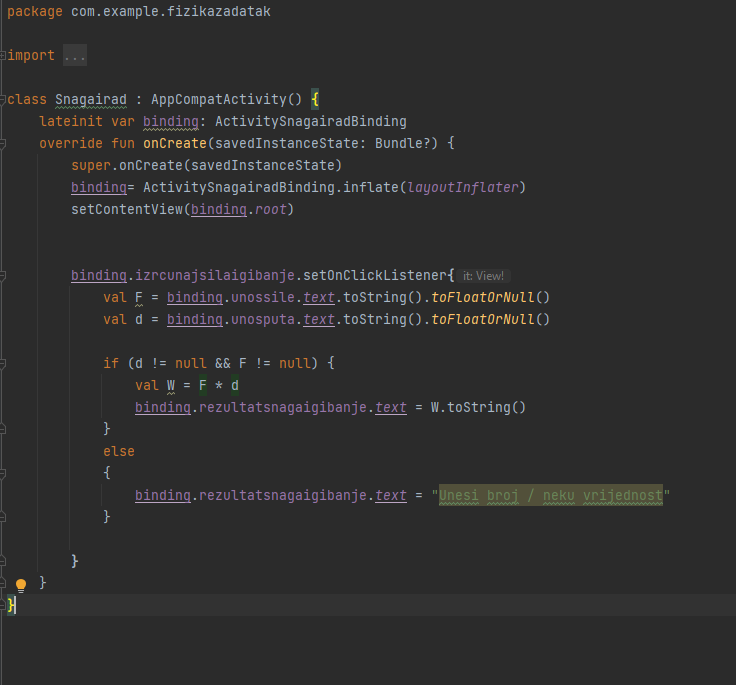 package com.example.fizikazadatak
import ...
class Snagairad : AppCompatActivity() {
lateinit var binding: ActivitySnagairadBinding
override fun onCreate(savedInstanceState: Bundle?) {
super.onCreate(savedInstanceState)
binding= ActivitySnagairadBinding.inflate(layoutInflater)
setContentView(binding.root)
binding.izrcunajsilaigibanje.setOnClickListener{ it: View!
val F = binding.unossile.text.toString().toFloatOrNull()
val d = binding.unosputa.text.toString().toFloatOrNull()
if (d != null && F != null) {
val W = F * d
binding.rezultatsnagaigibanje.text = W.toString()
}
else
{
binding.rezultatsnagaigibanje.text = "Unesi broj / neku vrijednost"
}
}
}
}